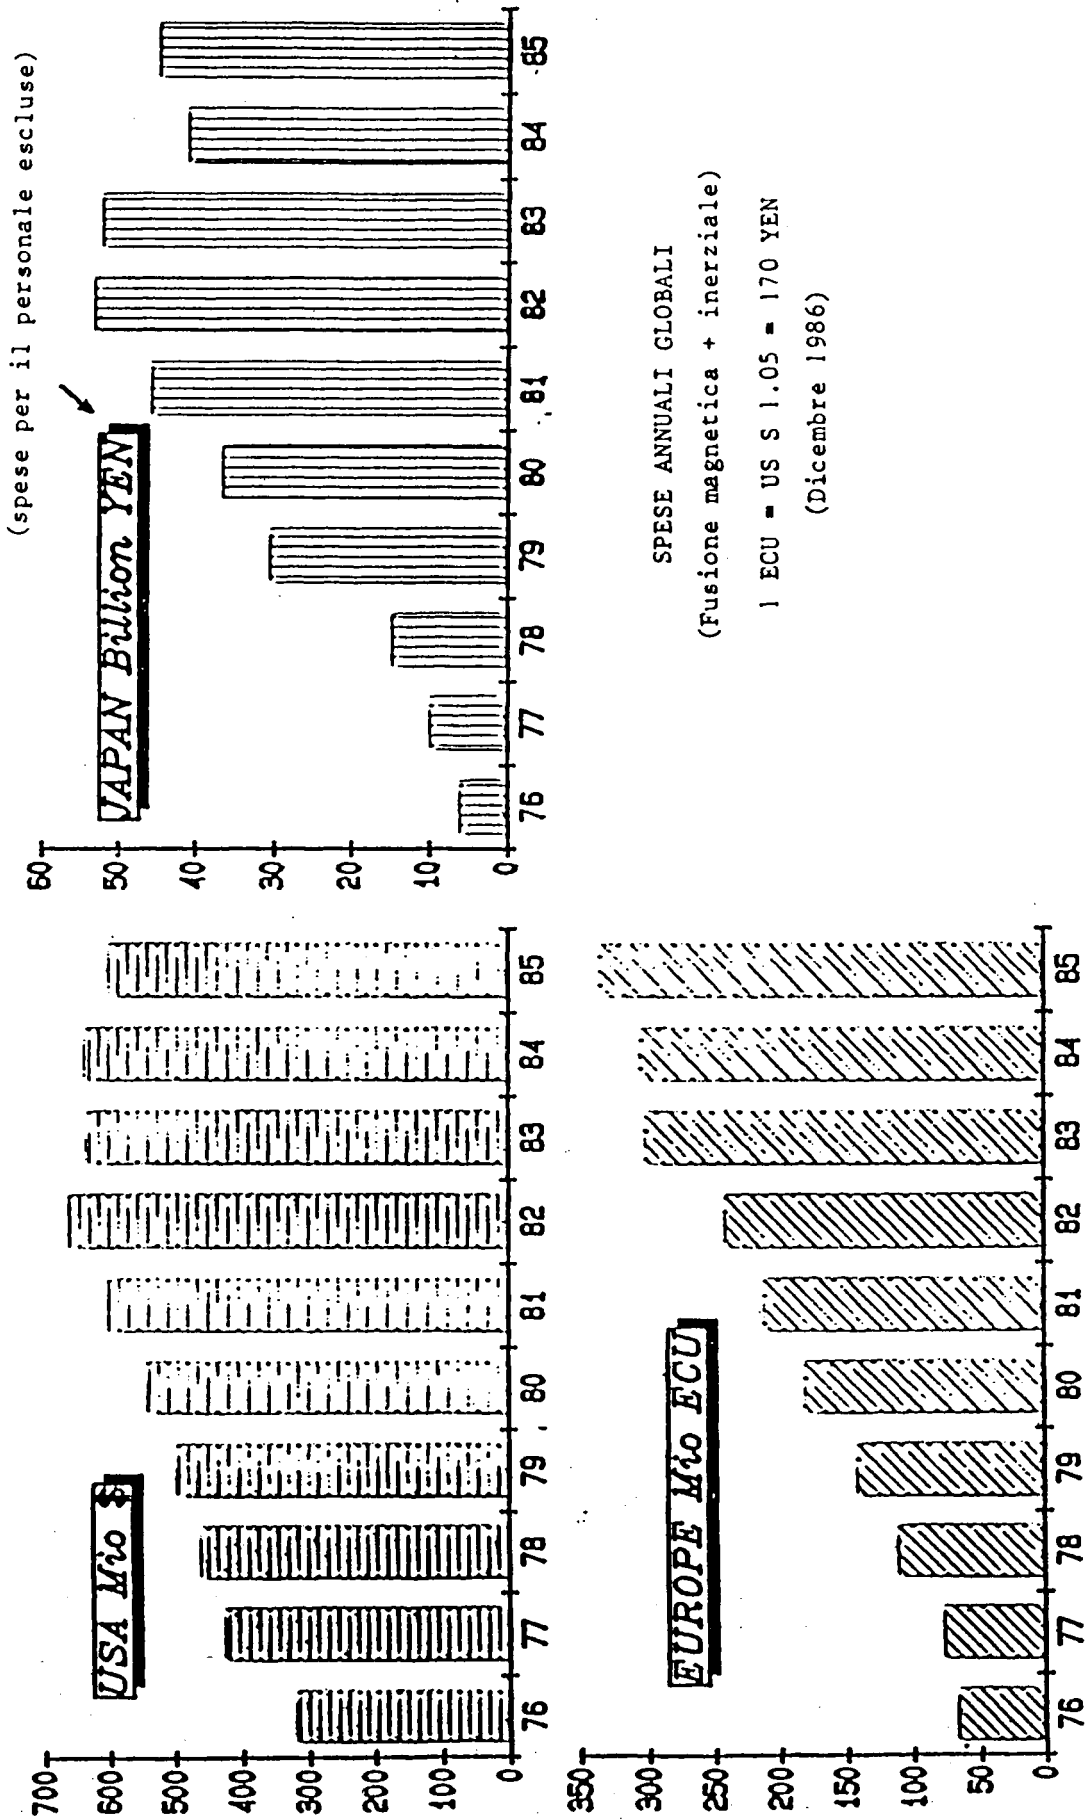 USA Mio $
700
600
500
400
300
200
100
0
76 77 78 79 80 81 82 83 84 85
(spese per il personale escluse)
JAPAN Billion YEN
60
50
40
30
20
10
0
76 77 78 79 80 81 82 83 84 85
EUROPE Mio ECU
350
300
250
200
150
100
50
0
76 77 78 79 80 81 82 83 84 85
SPESE ANNUALI GLOBALI
(Fusione magnetica + inerziale)
1 ECU = US S 1.05 = 170 YEN
(Dicembre 1986)